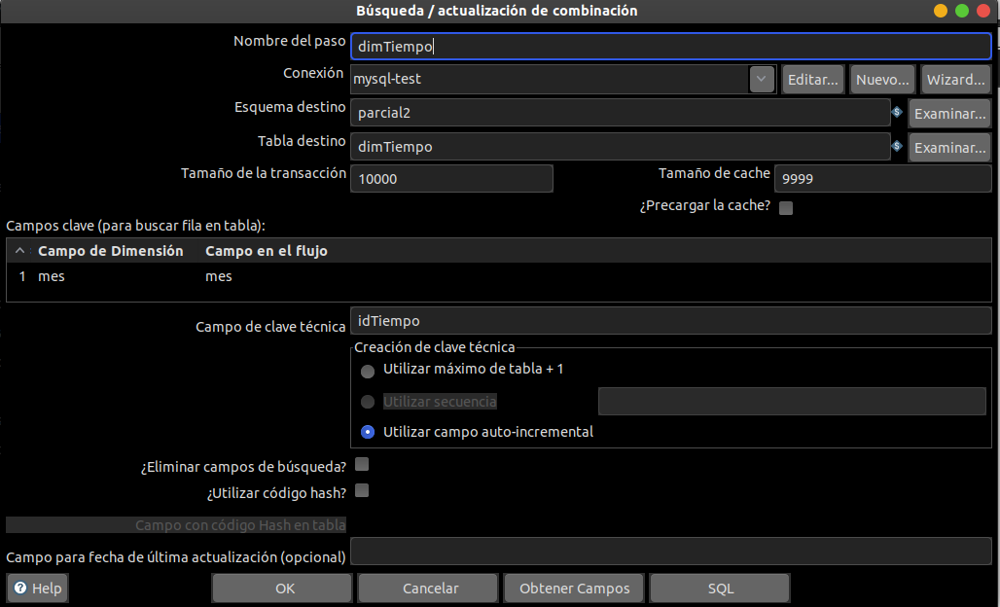 Búsqueda / actualización de combinación
Nombre del paso dimTiempo
Conexión mysql-test Editar... Nuevo... Wizard...
Esquema destino parcial2 Examinar...
Tabla destino dimTiempo Examinar...
Tamaño de la transacción 10000 Tamaño de cache 9999
¿Precargar la cache?
Campos clave (para buscar fila en tabla):
Campo de Dimensión Campo en el flujo
1 mes mes
Campo de clave técnica idTiempo
Creación de clave técnica
Utilizar máximo de tabla + 1
Utilizar secuencia
Utilizar campo auto-incremental
¿Eliminar campos de búsqueda?
¿Utilizar código hash?
Campo con código Hash en tabla
Campo para fecha de última actualización (opcional)
Help OK Cancelar Obtener Campos SQL